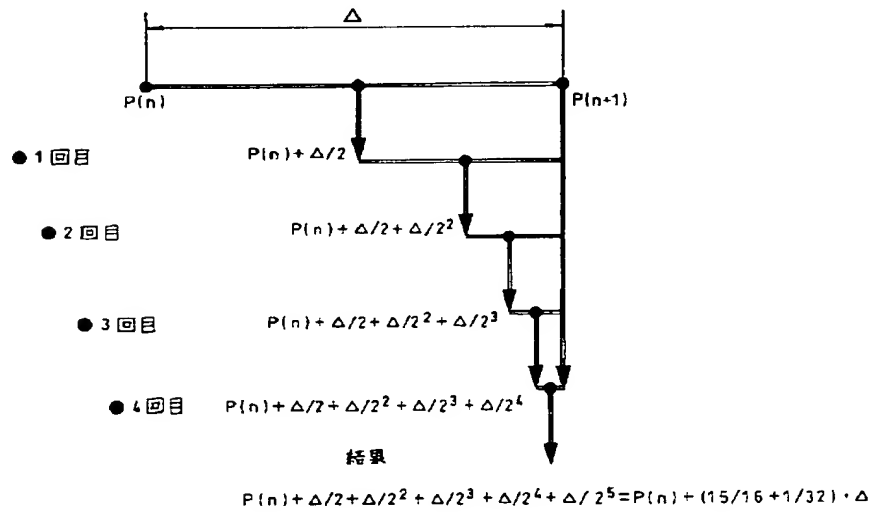 Δ
P(n)
P(n+1)
● 1回目
P(n)+Δ/2
● 2回目
P(n)+Δ/2+Δ/2²
● 3回目
P(n)+Δ/2+Δ/2²+Δ/2³
● 4回目
P(n)+Δ/2+Δ/2²+Δ/2³+Δ/2⁴
結果
P(n)+Δ/2+Δ/2²+Δ/2³+Δ/2⁴+Δ/2⁵=P(n)+(15/16+1/32)・Δ